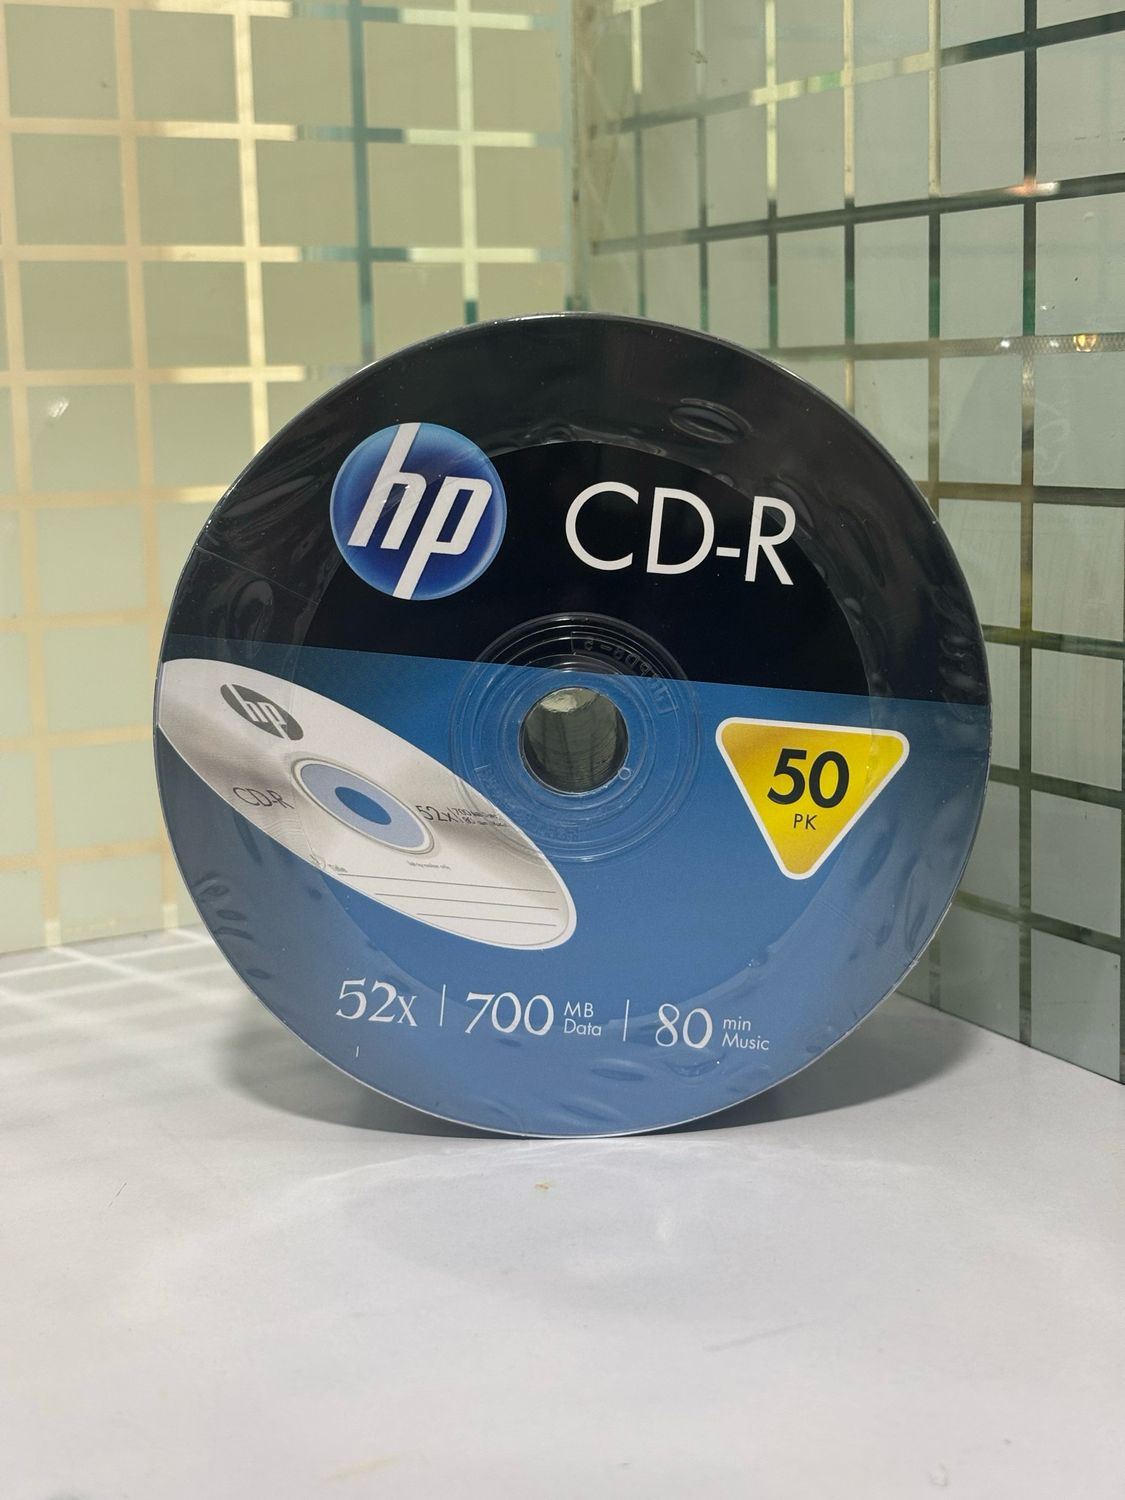 hp
CD-R
50
PK
hp
CD-R
52x
52x | 700 MB Data | 80 min Music